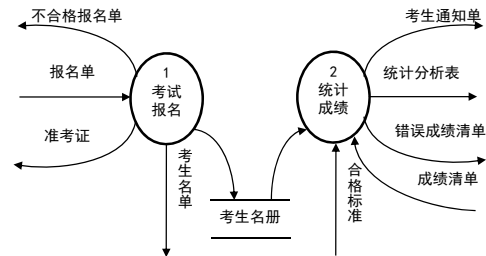 不合格报名单
报名单
准考证
1
考试
报名
考生名单
考生名册
2
统计
成绩
合格标准
考生通知单
统计分析表
错误成绩清单
成绩清单